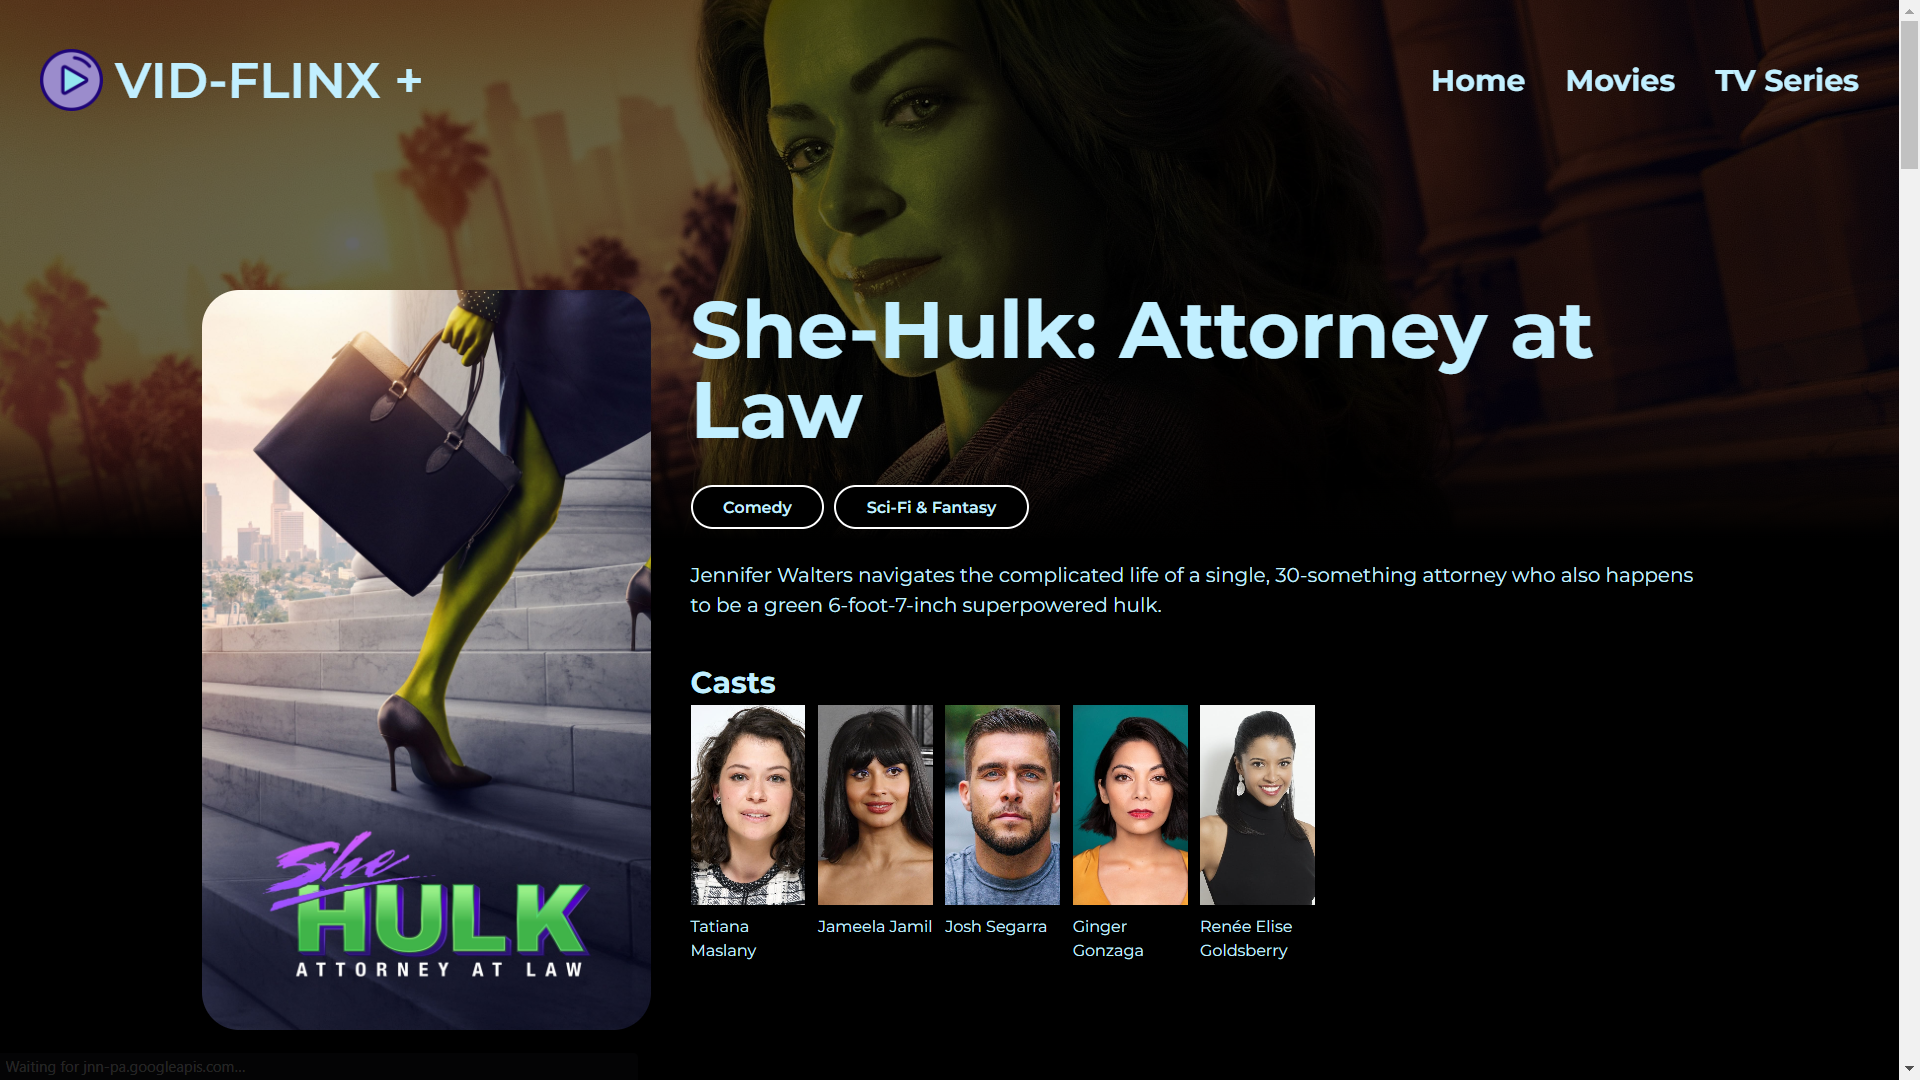 VID-FLINX +
Home
Movies
TV Series
She-Hulk: Attorney at
Law
Comedy
Sci-Fi & Fantasy
Jennifer Walters navigates the complicated life of a single, 30-something attorney who also happens
to be a green 6-foot-7-inch superpowered hulk.
Casts
Tatiana
Maslany
Jameela Jamil
Josh Segarra
Ginger
Gonzaga
Renée Elise
Goldsberry
She
HULK
ATTORNEY AT LAW
Waiting for jnn-pa.googleapis.com...